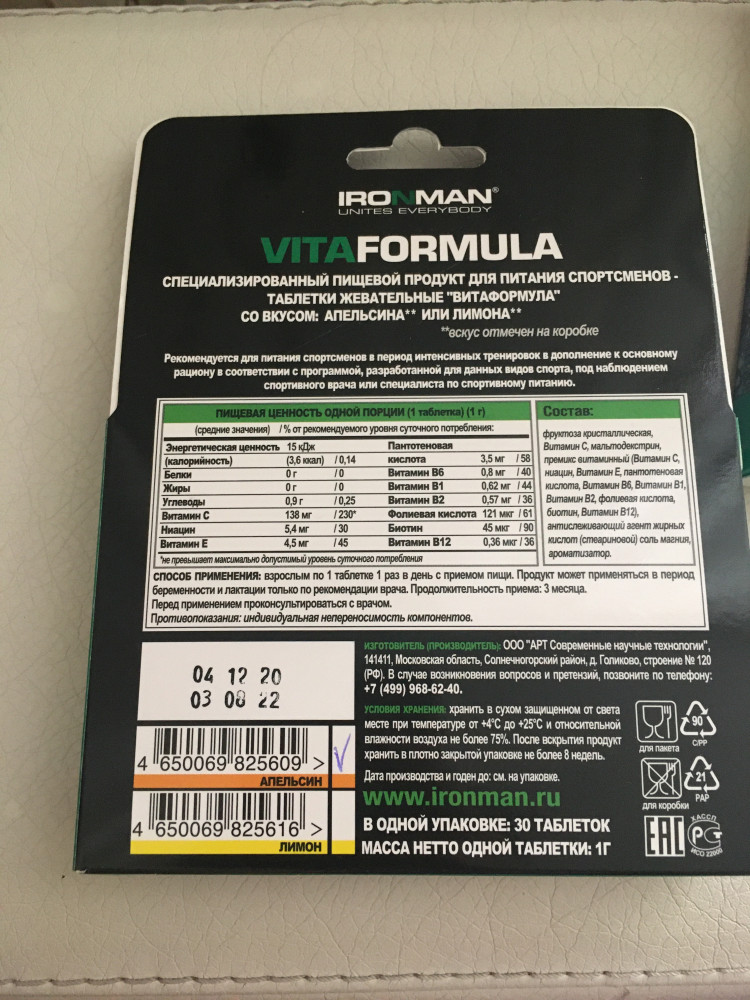 IRONMAN®
UNITES EVERYBODY
VITAFORMULA
СПЕЦИАЛИЗИРОВАННЫЙ ПИЩЕВОЙ ПРОДУКТ ДЛЯ ПИТАНИЯ СПОРТСМЕНОВ -
ТАБЛЕТКИ ЖЕВАТЕЛЬНЫЕ "ВИТАФОРМУЛА"
СО ВКУСОМ: АПЕЛЬСИНА** ИЛИ ЛИМОНА**
**вскус отмечен на коробке
Рекомендуется для питания спортсменов в период интенсивных тренировок в дополнение к основному
рациону в соответствии с программой, разработанной для данных видов спорта, под наблюдением
спортивного врача или специалиста по спортивному питанию.
ПИЩЕВАЯ ЦЕННОСТЬ ОДНОЙ ПОРЦИИ (1 таблетка) (1 г)
(средние значения) / % от рекомендуемого уровня суточного потребления:
Энергетическая ценность 15 кДж
(калорийность) (3,6 ккал) / 0,14
Белки 0 г / 0
Жиры 0 г / 0
Углеводы 0,9 г / 0,25
Витамин С 138 мг / 230*
Ниацин 5,4 мг / 30
Витамин Е 4,5 мг / 45
Пантотеновая
кислота 3,5 мг / 58
Витамин В6 0,8 мг / 40
Витамин В1 0,62 мг / 44
Витамин В2 0,57 мг / 36
Фолиевая кислота 121 мкг / 61
Биотин 45 мкг / 90
Витамин В12 0,36 мкг / 36
*не превышает максимально допустимый уровень суточного потребления
Состав:
фруктоза кристаллическая,
Витамин С, мальтодекстрин,
премикс витаминный (Витамин С,
ниацин, Витамин Е, пантотеновая
кислота, Витамин В6, Витамин В1,
Витамин В2, фолиевая кислота,
биотин, Витамин В12),
антислеживающий агент жирных
кислот (стеариновой) соль магния,
ароматизатор.
СПОСОБ ПРИМЕНЕНИЯ: взрослым по 1 таблетке 1 раз в день с приемом пищи. Продукт может применяться в период
беременности и лактации только по рекомендации врача. Продолжительность приема: 3 месяца.
Перед применением проконсультироваться с врачом.
Противопоказания: индивидуальная непереносимость компонентов.
04 12 20
03 08 22
4 650069 825609 >
АПЕЛЬСИН
4 650069 825616 >
ЛИМОН
ИЗГОТОВИТЕЛЬ (ПРОИЗВОДИТЕЛЬ): ООО "АРТ Современные научные технологии",
141411, Московская область, Солнечногорский район, д. Голиково, строение № 120
(РФ). В случае возникновения вопросов и претензий, позвоните по телефону:
+7 (499) 968-62-40.
УСЛОВИЯ ХРАНЕНИЯ: хранить в сухом защищенном от света
месте при температуре от +4°С до +25°С и относительной
влажности воздуха не более 75%. После вскрытия продукт
хранить в плотно закрытой упаковке не более 8 недель.
Дата производства и годен до: см. на упаковке.
www.ironman.ru
В ОДНОЙ УПАКОВКЕ: 30 ТАБЛЕТОК
МАССА НЕТТО ОДНОЙ ТАБЛЕТКИ: 1Г
для пакета
90
C/PP
для коробки
21
PAP
ЕАС
ХАССП
РСТ
ИСО 22000